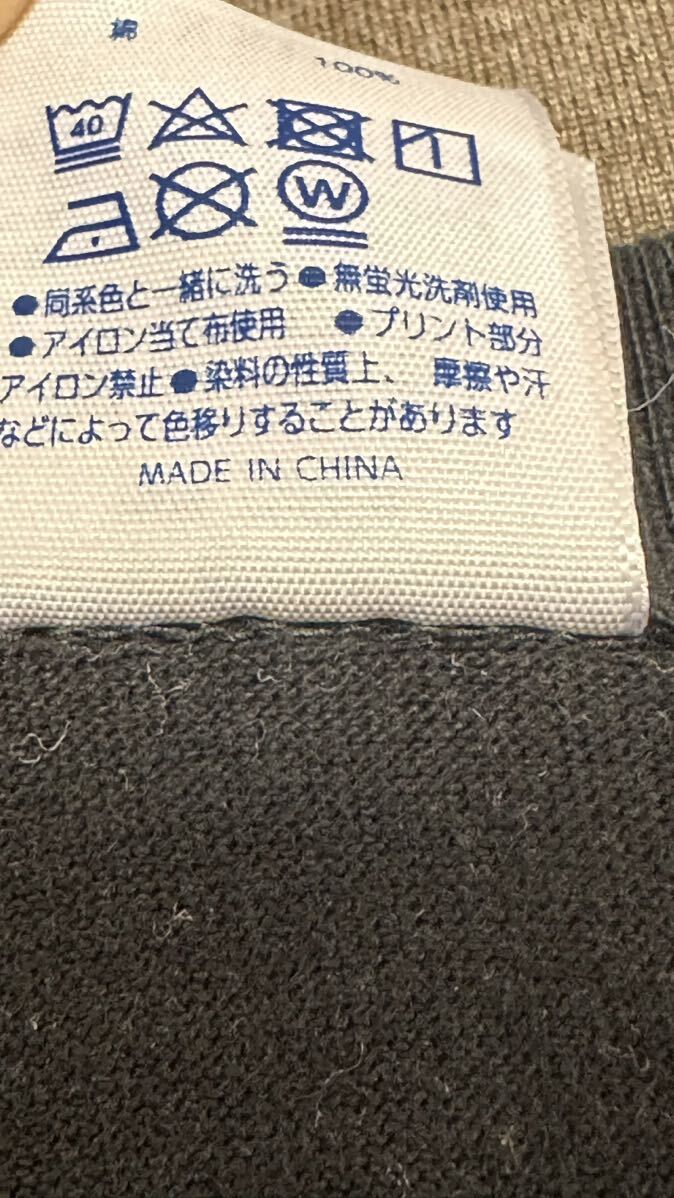 綿 100%
40
W
●同系色と一緒に洗う●無蛍光洗剤使用
●アイロン当て布使用 ●プリント部分
アイロン禁止●染料の性質上、摩擦や汗
などによって色移りすることがあります
MADE IN CHINA